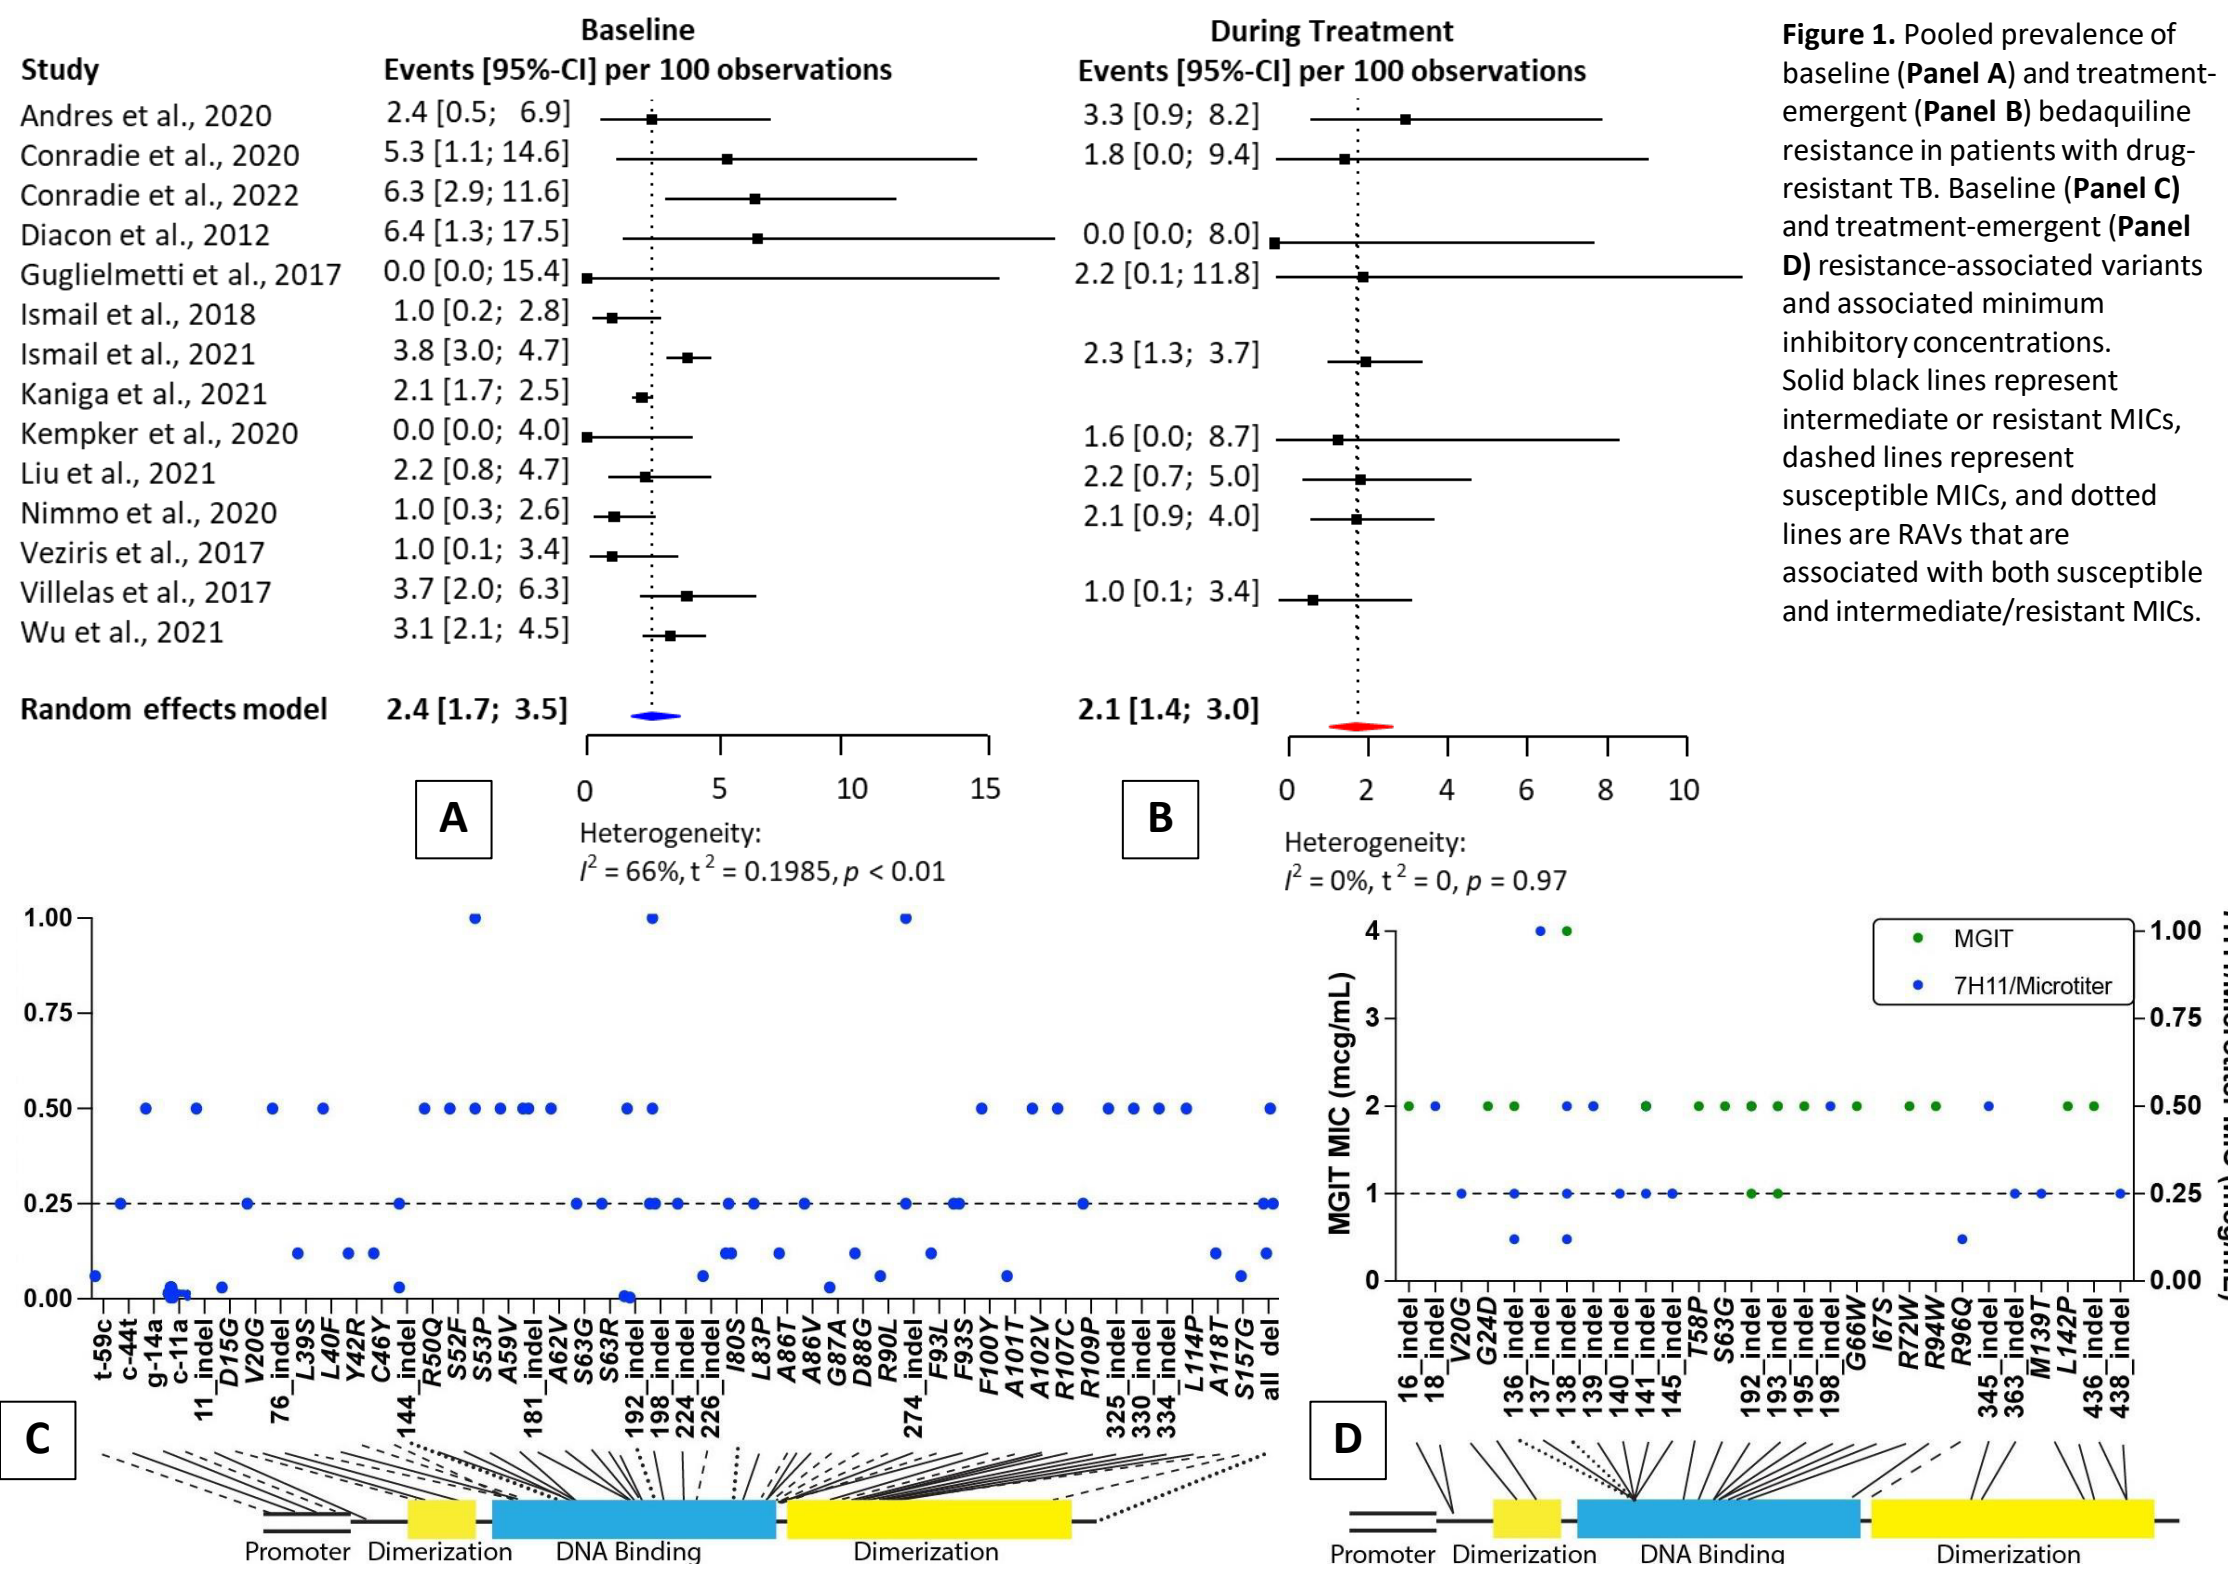 Baseline
Study Events [95%-CI] per 100 observations
Andres et al., 2020 2.4 [0.5; 6.9]
Conradie et al., 2020 5.3 [1.1; 14.6]
Conradie et al., 2022 6.3 [2.9; 11.6]
Diacon et al., 2012 6.4 [1.3; 17.5]
Guglielmetti et al., 2017 0.0 [0.0; 15.4]
Ismail et al., 2018 1.0 [0.2; 2.8]
Ismail et al., 2021 3.8 [3.0; 4.7]
Kaniga et al., 2021 2.1 [1.7; 2.5]
Kempker et al., 2020 0.0 [0.0; 4.0]
Liu et al., 2021 2.2 [0.8; 4.7]
Nimmo et al., 2020 1.0 [0.3; 2.6]
Veziris et al., 2017 1.0 [0.1; 3.4]
Villelas et al., 2017 3.7 [2.0; 6.3]
Wu et al., 2021 3.1 [2.1; 4.5]
Random effects model 2.4 [1.7; 3.5]
0 5 10 15
A
Heterogeneity:
I² = 66%, t² = 0.1985, p < 0.01
During Treatment
Events [95%-CI] per 100 observations
3.3 [0.9; 8.2]
1.8 [0.0; 9.4]
0.0 [0.0; 8.0]
2.2 [0.1; 11.8]
2.3 [1.3; 3.7]
1.6 [0.0; 8.7]
2.2 [0.7; 5.0]
2.1 [0.9; 4.0]
1.0 [0.1; 3.4]
2.1 [1.4; 3.0]
0 2 4 6 8 10
B
Heterogeneity:
I² = 0%, t² = 0, p = 0.97
Figure 1. Pooled prevalence of
baseline (Panel A) and treatment-
emergent (Panel B) bedaquiline
resistance in patients with drug-
resistant TB. Baseline (Panel C)
and treatment-emergent (Panel
D) resistance-associated variants
and associated minimum
inhibitory concentrations.
Solid black lines represent
intermediate or resistant MICs,
dashed lines represent
susceptible MICs, and dotted
lines are RAVs that are
associated with both susceptible
and intermediate/resistant MICs.
1.00
0.75
0.50
0.25
0.00
t-59c
c-44t
g-14a
c-11a
11_indel
D15G
V20G
76_indel
L39S
L40F
Y42R
C46Y
144_indel
R50Q
S52F
S53P
A59V
181_indel
A62V
S63G
S63R
192_indel
198_indel
224_indel
226_indel
I80S
L83P
A86T
A86V
G87A
D88G
R90L
274_indel
F93L
F93S
F100Y
A101T
A102V
R107C
R109P
325_indel
330_indel
334_indel
L114P
A118T
S157G
all del
C
Promoter Dimerization DNA Binding Dimerization
MGIT MIC (mcg/mL)
4
3
2
1
0
MGIT
7H11/Microtiter
1.00
0.75
0.50
0.25
0.00
16_indel
18_indel
V20G
G24D
136_indel
137_indel
138_indel
139_indel
140_indel
141_indel
145_indel
T58P
S63G
192_indel
193_indel
195_indel
198_indel
G66W
I67S
R72W
R94W
R96Q
345_indel
363_indel
M139T
L142P
436_indel
438_indel
D
Promoter Dimerization DNA Binding Dimerization